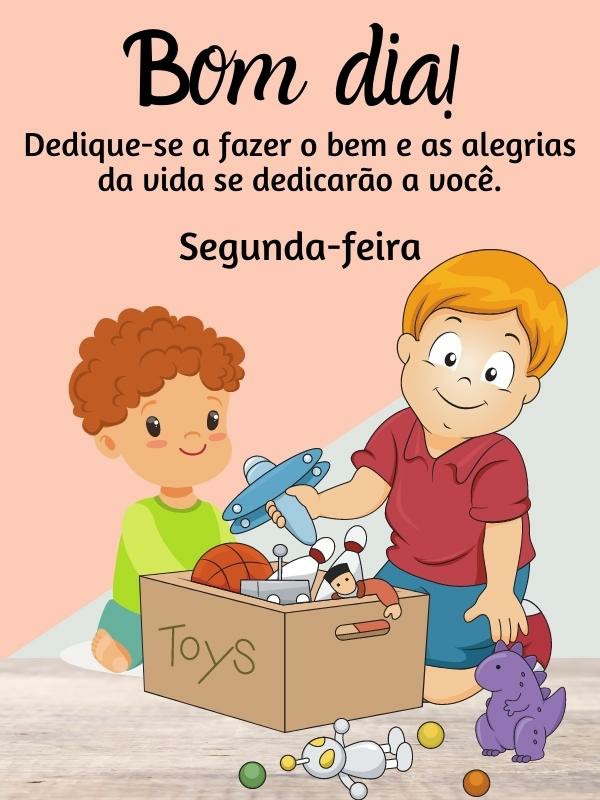 Bom dia!
Dedique-se a fazer o bem e as alegrias
da vida se dedicarão a você.
Segunda-feira
Toys